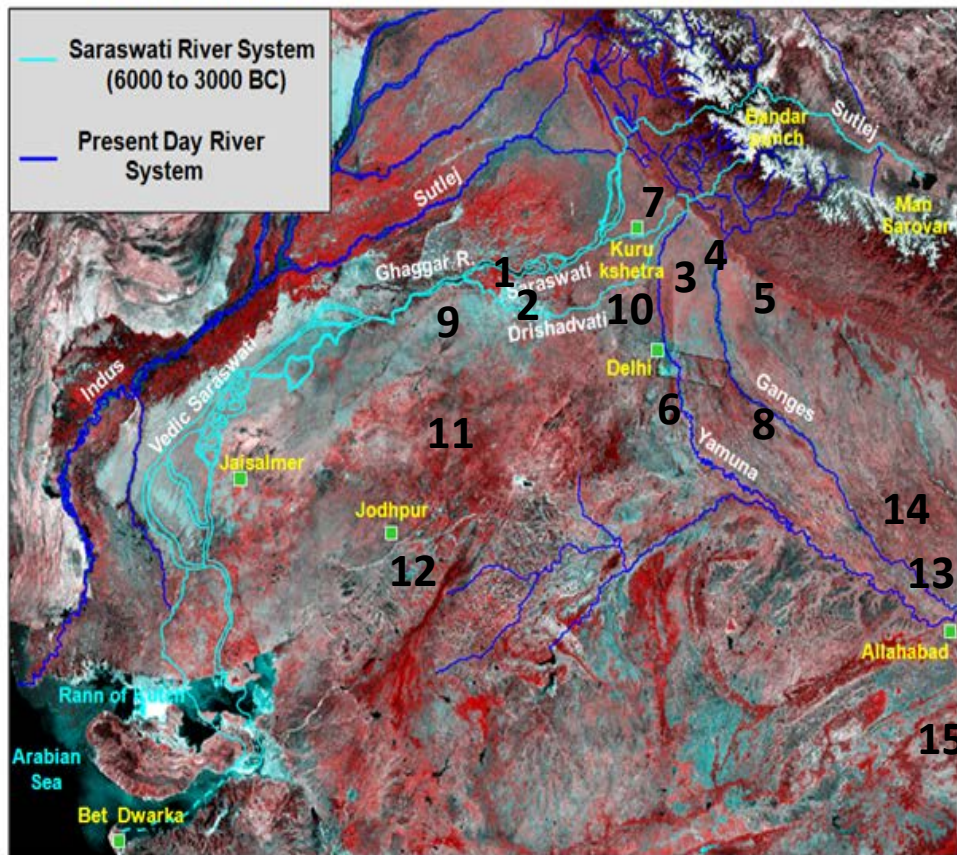 Saraswati River System
(6000 to 3000 BC)
Present Day River
System
Bandar
punch
Sutlej
Man
Sarovar
Sutlej
7
Kuru
kshetra
4
Ghaggar R.
1
Saraswati
3
5
2
9
Drishadvati
10
Delhi
Indus
Vedic Saraswati
6
Ganges
8
11
Yamuna
Jaisalmer
Jodhpur
14
12
13
Allahabad
Rann of
15
Arabian
Sea
Bet Dwarka